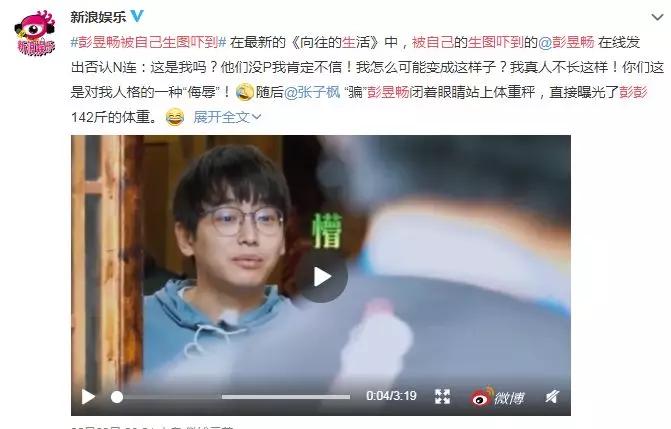 新浪娱乐
#彭昱畅被自己生图吓到# 在最新的《向往的生活》中，被自己的生图吓到的@彭昱畅 在线发
出否认N连：这是我吗？他们没P我肯定不信！我怎么可能变成这样子？我真人不长这样！你们这
是对我人格的一种“侮辱”！随后@张子枫 “骗”彭昱畅闭着眼睛站上体重秤，直接曝光了彭彭
142斤的体重。 展开全文
懵
0:04/3:19
微博